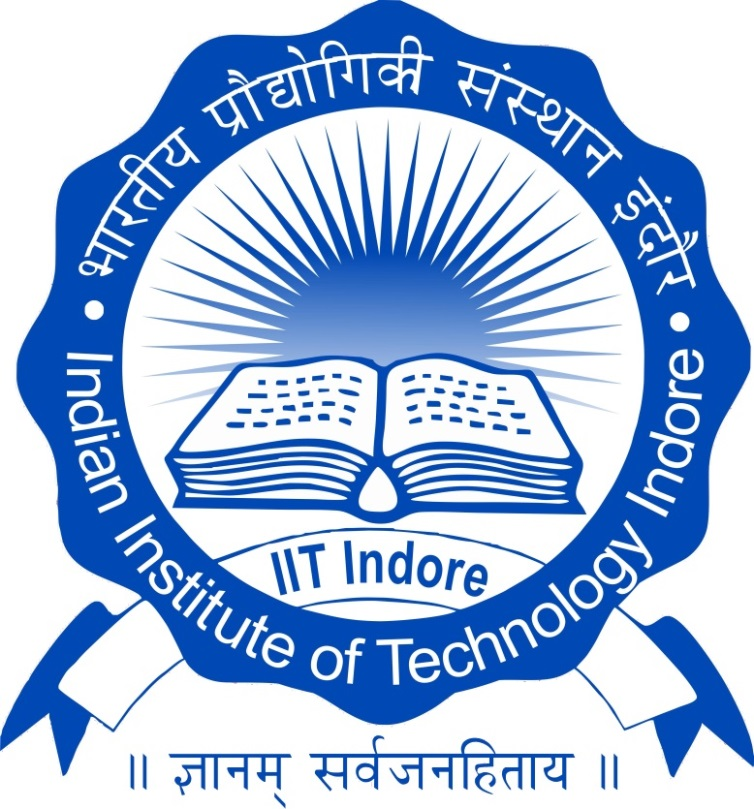 • भारतीय प्रौद्योगिकी संस्थान इंदौर •
Indian Institute of Technology Indore
IIT Indore
॥ ज्ञानम् सर्वजनहिताय ॥